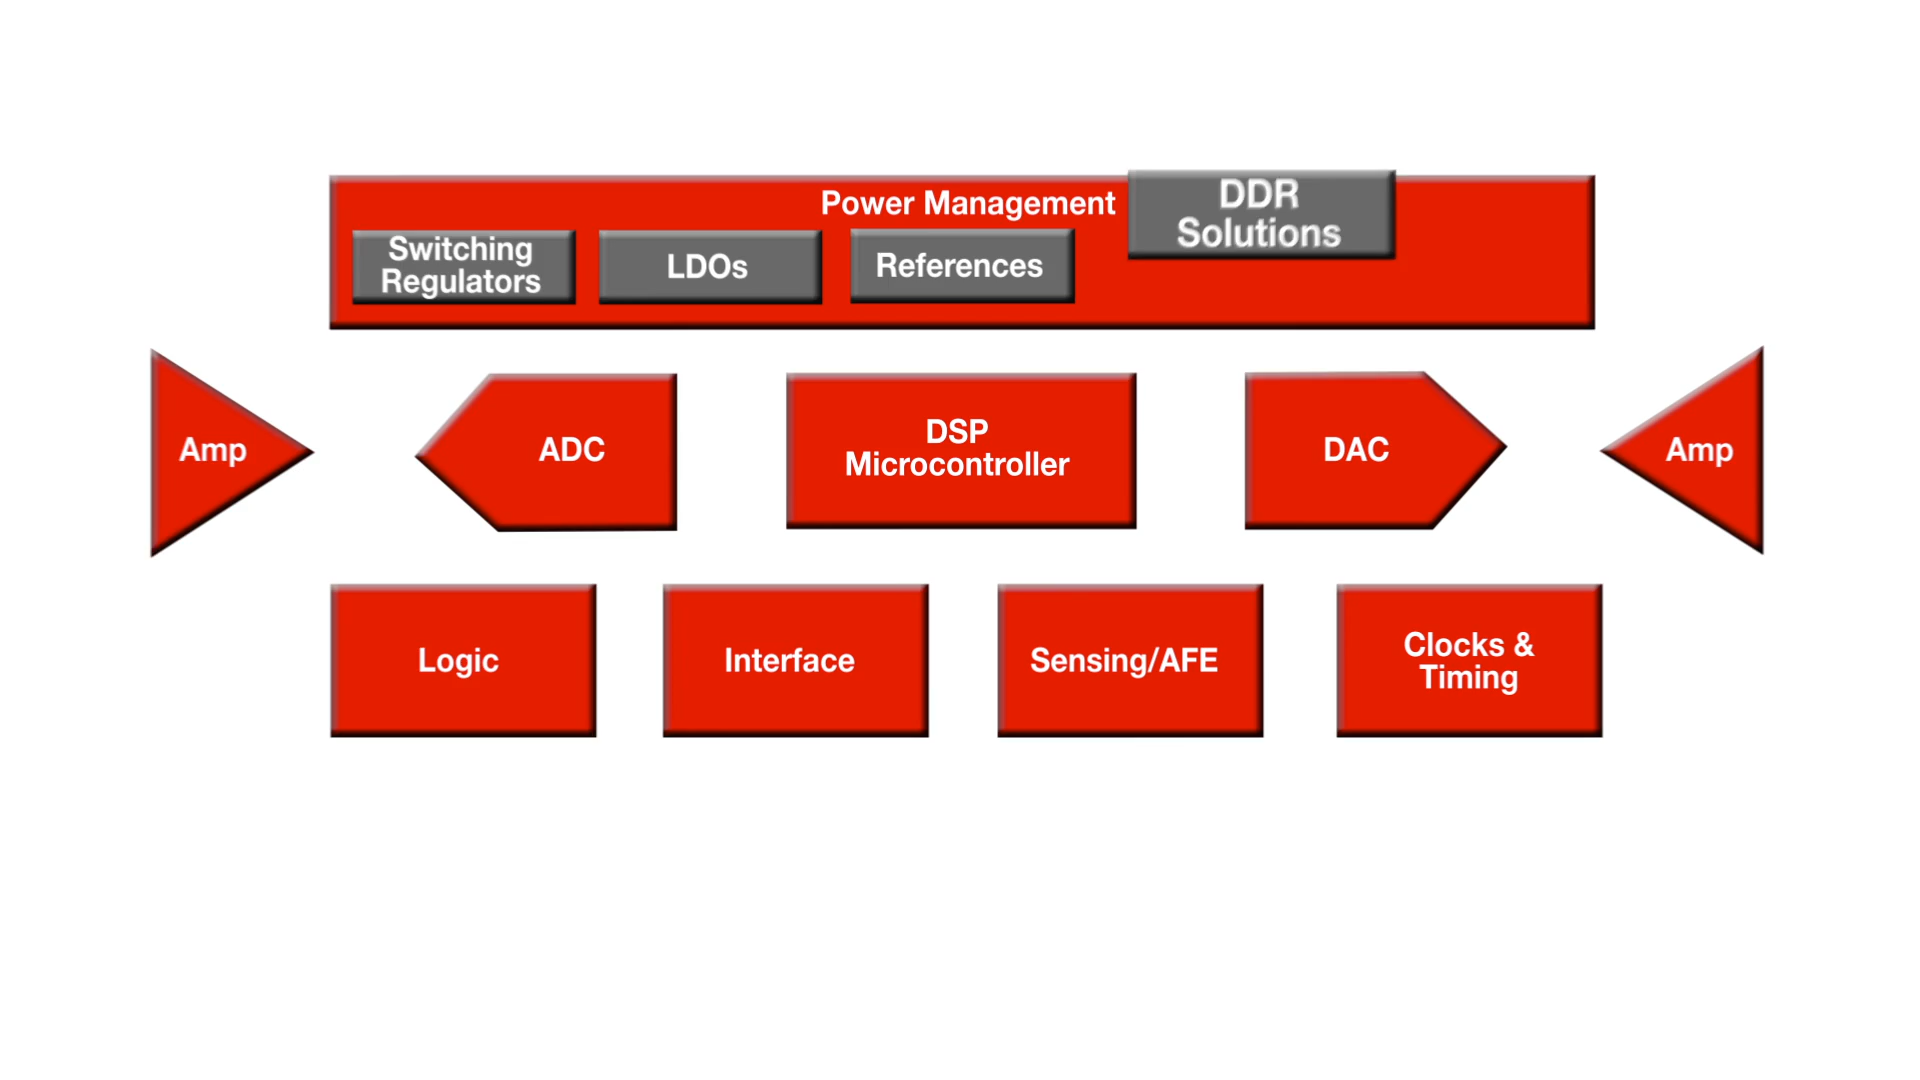 Power Management
DDR
Solutions
Switching
Regulators
LDOs
References
Amp
ADC
DSP
Microcontroller
DAC
Amp
Logic
Interface
Sensing/AFE
Clocks &
Timing